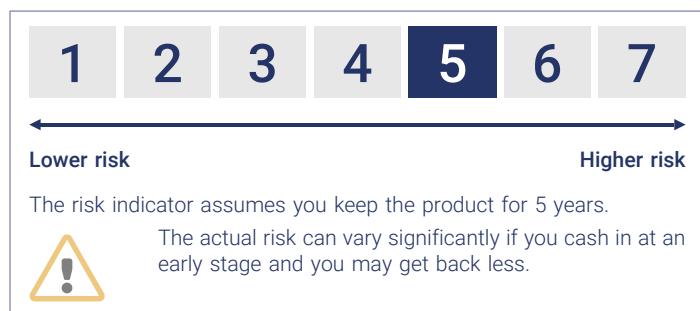 1 2 3 4 5 6 7
Lower risk Higher risk
The risk indicator assumes you keep the product for 5 years.
The actual risk can vary significantly if you cash in at an
early stage and you may get back less.